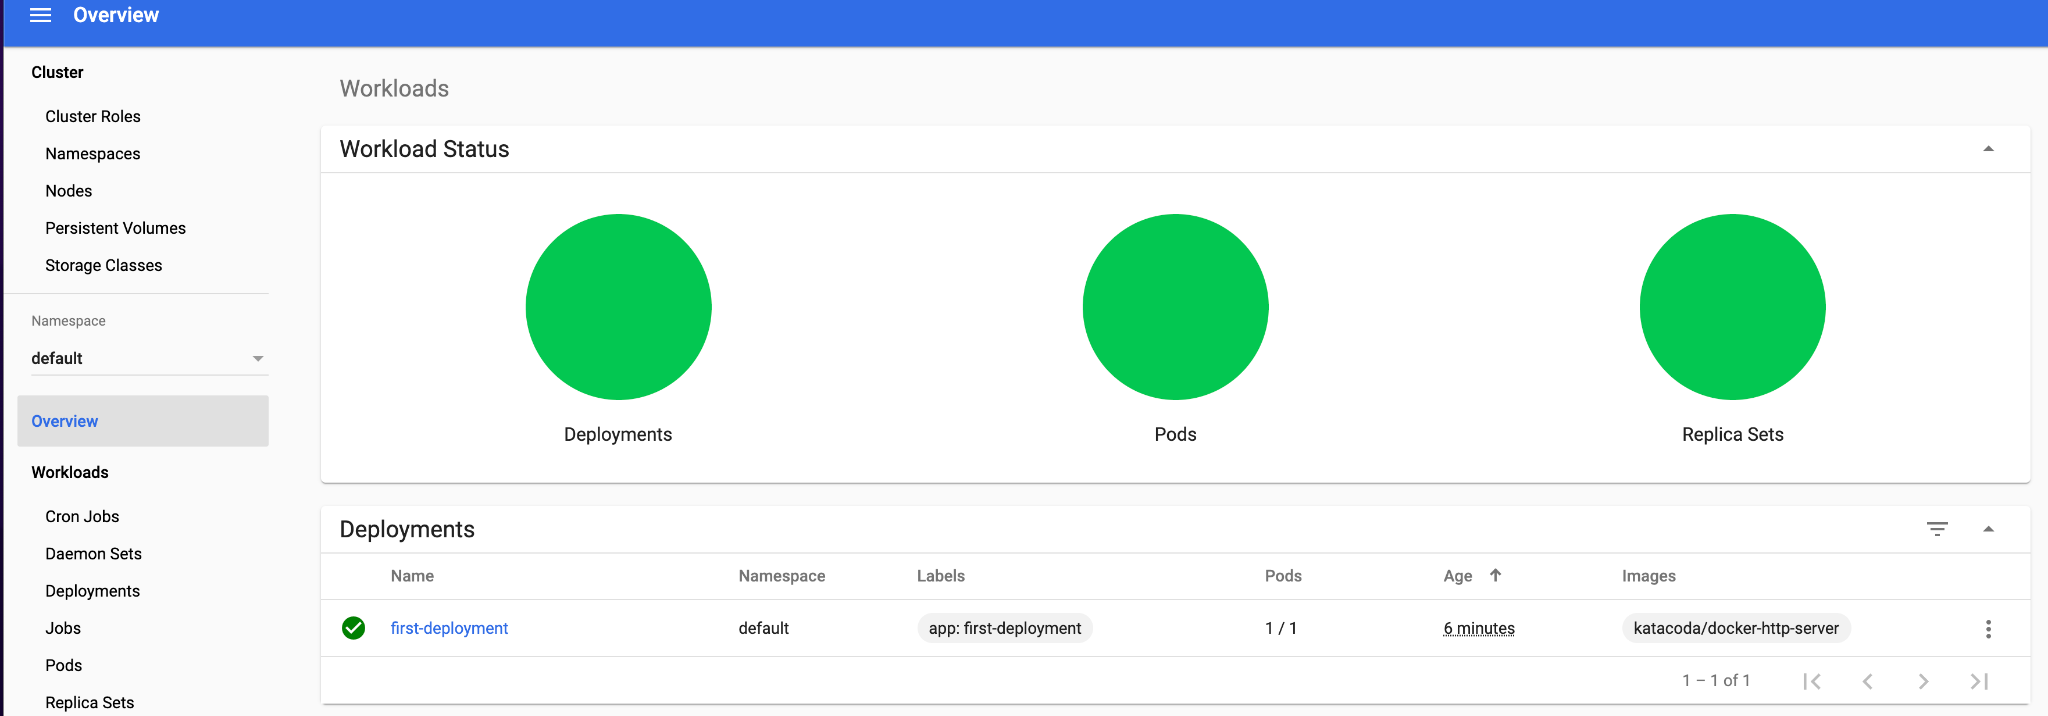 Overview
Cluster
Cluster Roles
Namespaces
Nodes
Persistent Volumes
Storage Classes
Namespace
default
Overview
Workloads
Cron Jobs
Daemon Sets
Deployments
Jobs
Pods
Replica Sets
Workloads
Workload Status
Deployments
Pods
Replica Sets
Deployments
Name Namespace Labels Pods Age Images
first-deployment default app: first-deployment 1 / 1 6 minutes katacoda/docker-http-server
1 – 1 of 1